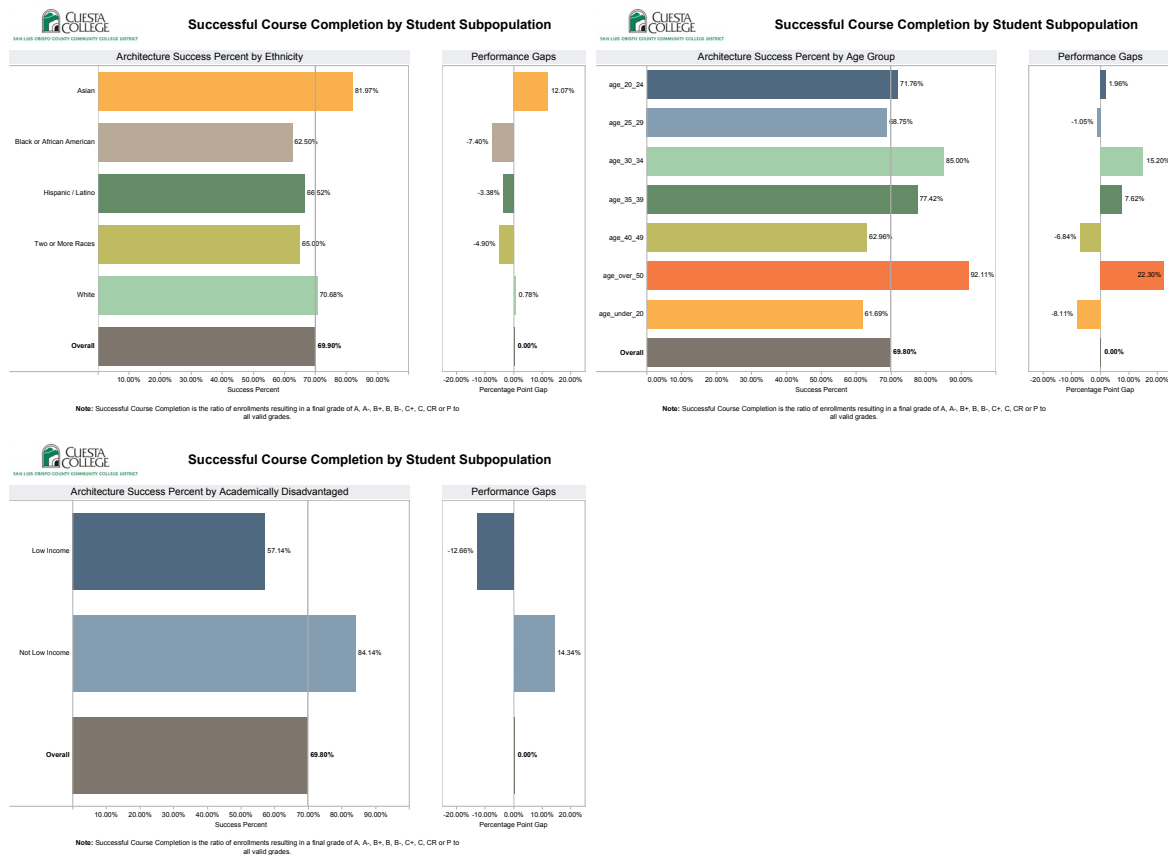 CUESTA
COLLEGE
SAN LUIS OBISPO COUNTY COMMUNITY COLLEGE DISTRICT
Successful Course Completion by Student Subpopulation
Architecture Success Percent by Ethnicity
Performance Gaps
Asian
81.97%
12.07%
Black or African American
62.50%
-7.40%
Hispanic / Latino
66.52%
-3.38%
Two or More Races
65.00%
-4.90%
White
70.68%
0.78%
Overall
69.90%
0.00%
10.00% 20.00% 30.00% 40.00% 50.00% 60.00% 70.00% 80.00% 90.00%
Success Percent
-20.00% -10.00% 0.00% 10.00% 20.00%
Percentage Point Gap
Note: Successful Course Completion is the ratio of enrollments resulting in a final grade of A, A-, B+, B, B-, C+, C, CR or P to
all valid grades.
CUESTA
COLLEGE
SAN LUIS OBISPO COUNTY COMMUNITY COLLEGE DISTRICT
Successful Course Completion by Student Subpopulation
Architecture Success Percent by Age Group
Performance Gaps
age_20_24
71.76%
1.96%
age_25_29
68.75%
-1.05%
age_30_34
85.00%
15.20%
age_35_39
77.42%
7.62%
age_40_49
62.96%
-6.84%
age_over_50
92.11%
22.30%
age_under_20
61.69%
-8.11%
Overall
69.80%
0.00%
0.00% 10.00% 20.00% 30.00% 40.00% 50.00% 60.00% 70.00% 80.00% 90.00%
Success Percent
-20.00% -10.00% 0.00% 10.00% 20.00%
Percentage Point Gap
Note: Successful Course Completion is the ratio of enrollments resulting in a final grade of A, A-, B+, B, B-, C+, C, CR or P to
all valid grades.
CUESTA
COLLEGE
SAN LUIS OBISPO COUNTY COMMUNITY COLLEGE DISTRICT
Successful Course Completion by Student Subpopulation
Architecture Success Percent by Academically Disadvantaged
Performance Gaps
Low Income
57.14%
-12.66%
Not Low Income
84.14%
14.34%
Overall
69.80%
0.00%
10.00% 20.00% 30.00% 40.00% 50.00% 60.00% 70.00% 80.00% 90.00%
Success Percent
-20.00% -10.00% 0.00% 10.00% 20.00%
Percentage Point Gap
Note: Successful Course Completion is the ratio of enrollments resulting in a final grade of A, A-, B+, B, B-, C+, C, CR or P to
all valid grades.